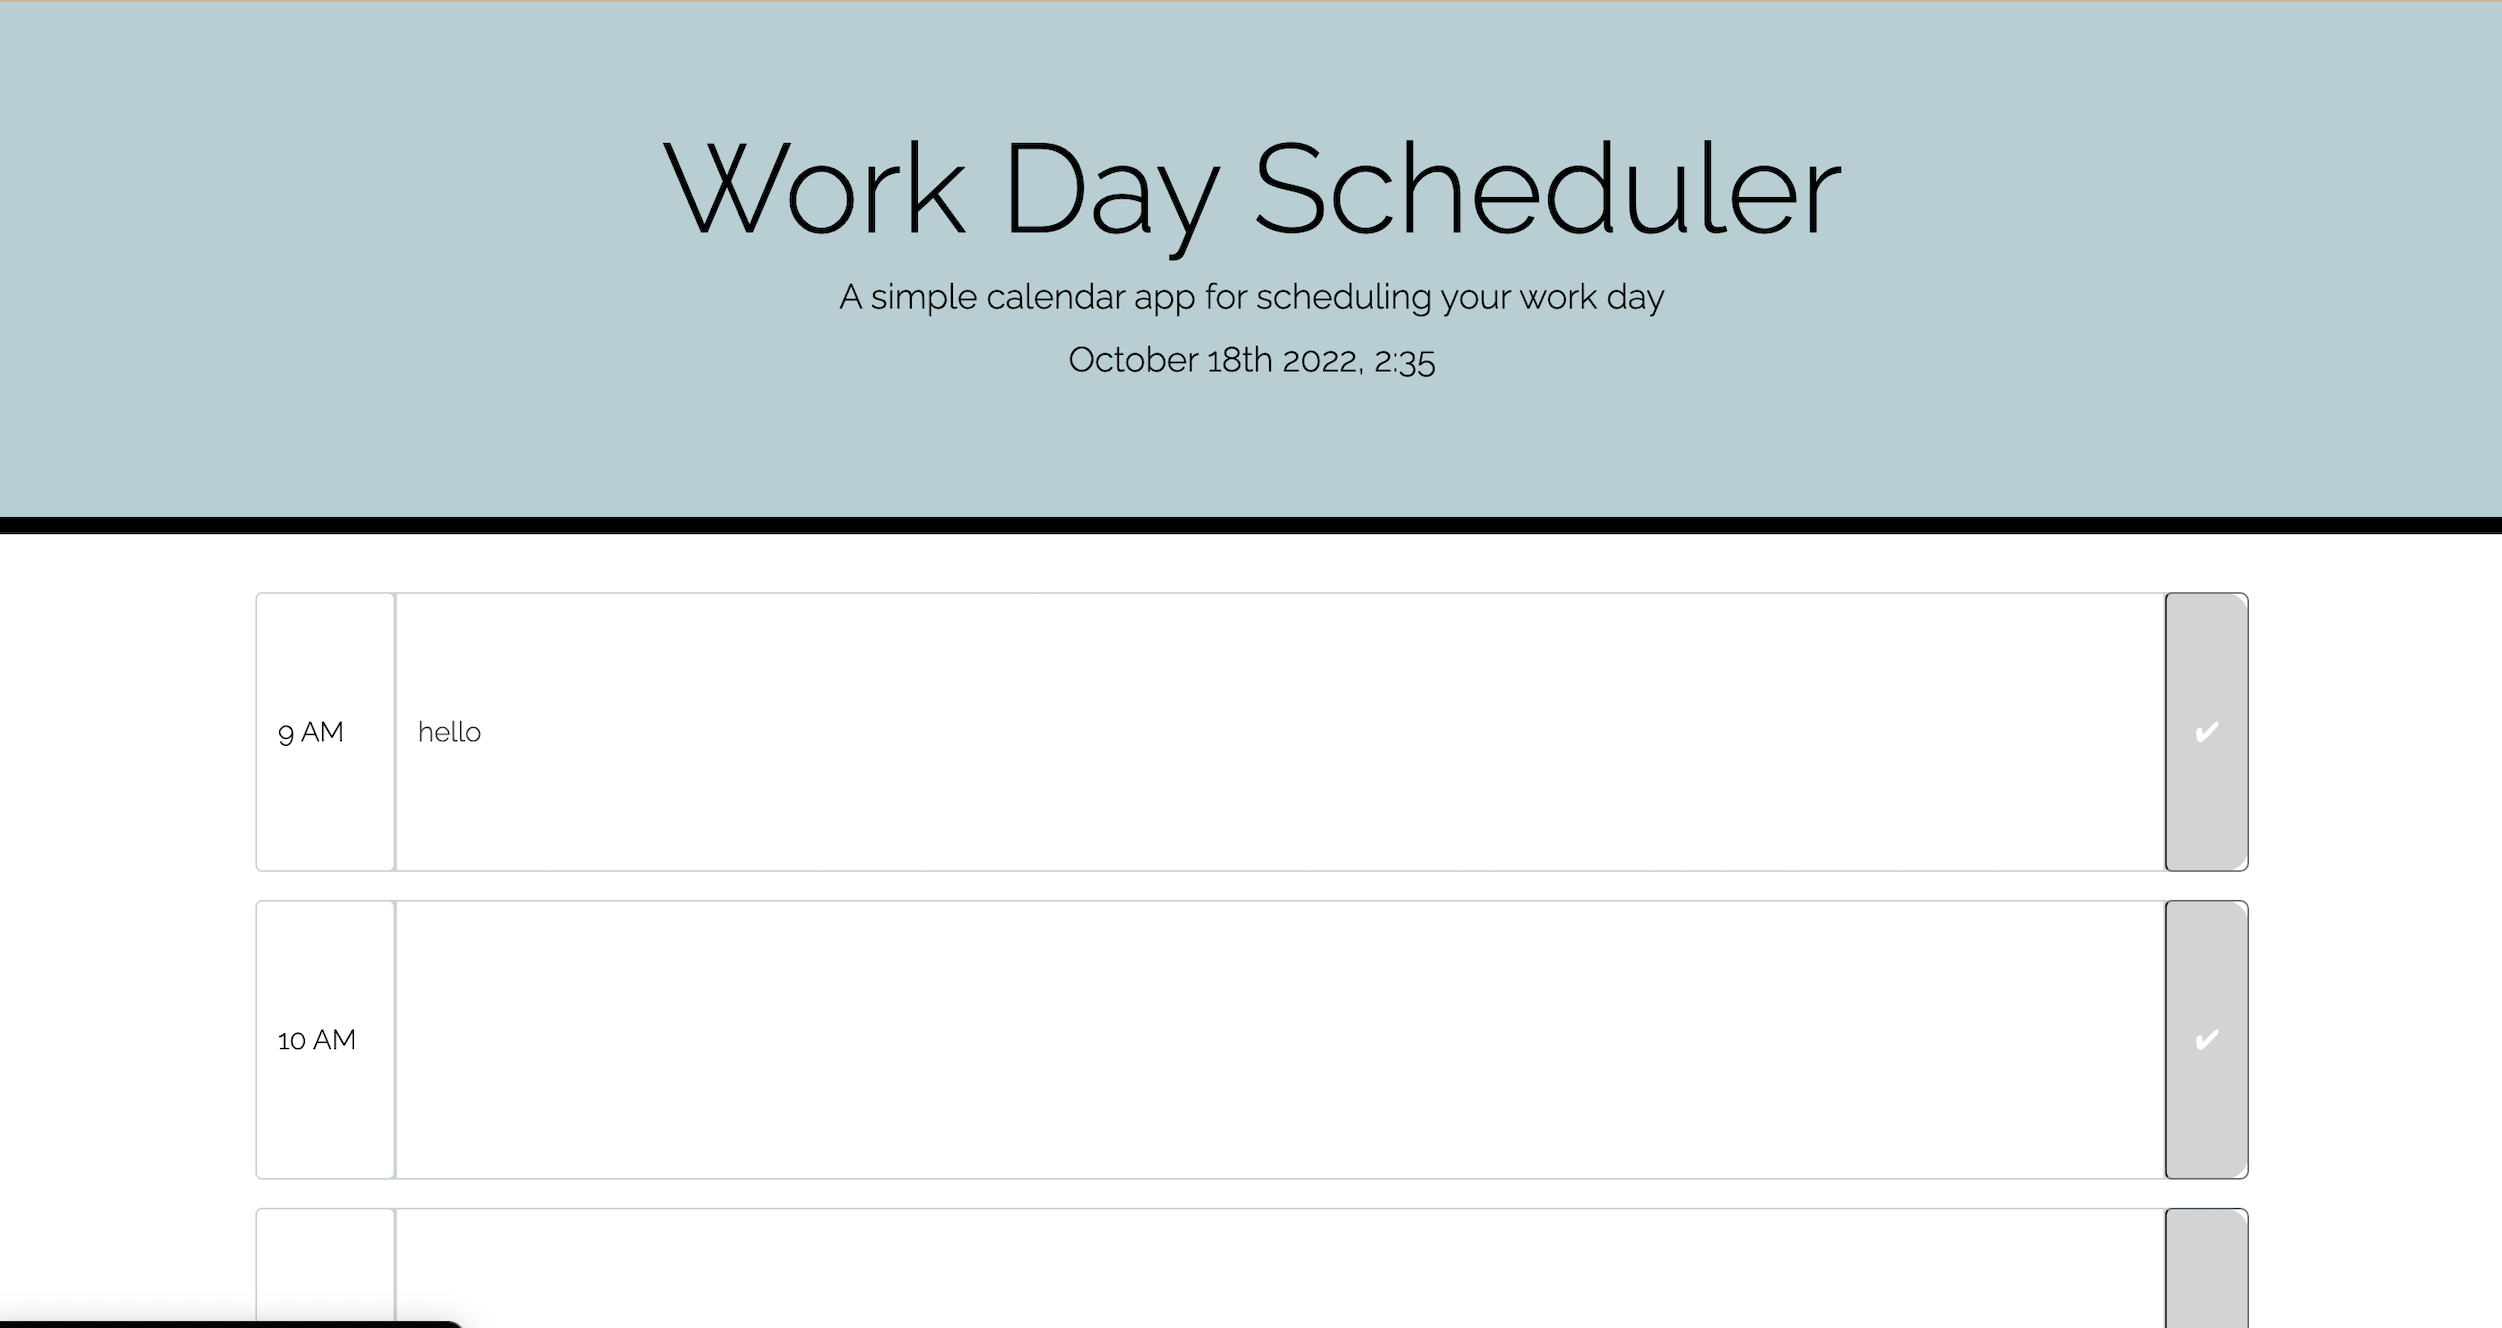 Work Day Scheduler
A simple calendar app for scheduling your work day
October 18th 2022, 2:35
9 AM
hello
✔
10 AM
✔